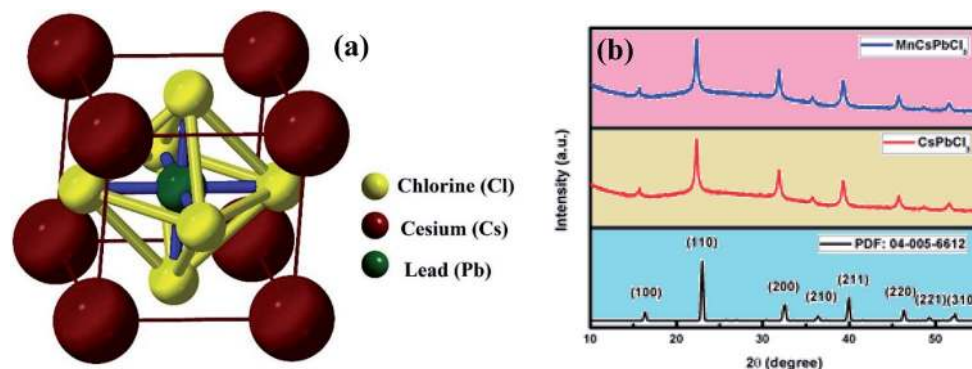 (a)
Chlorine (Cl)
Cesium (Cs)
Lead (Pb)
(b)
MnCsPbCl3
CsPbCl3
PDF: 04-005-6612
(100)
(110)
(200)
(210)
(211)
(220)
(221)
(310)
Intensity (a.u.)
10 20 30 40 50
2θ (degree)